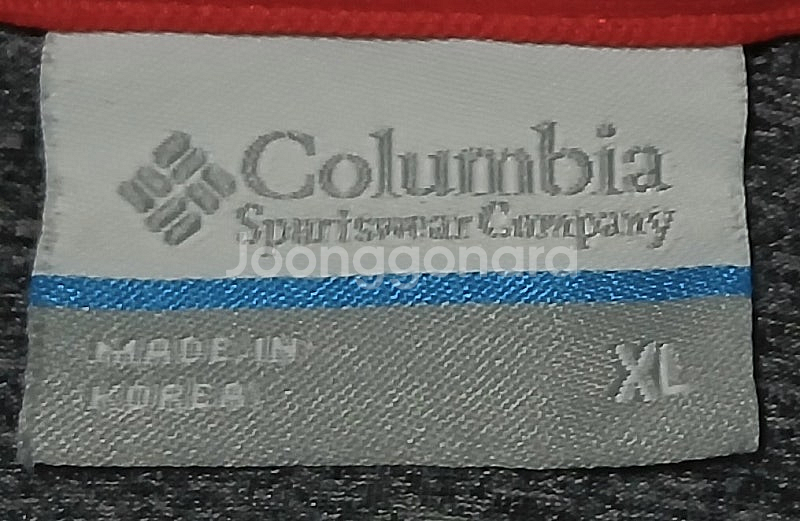 Columbia
Sportswear Company
Joonggonara
MADE IN
KOREA
XL